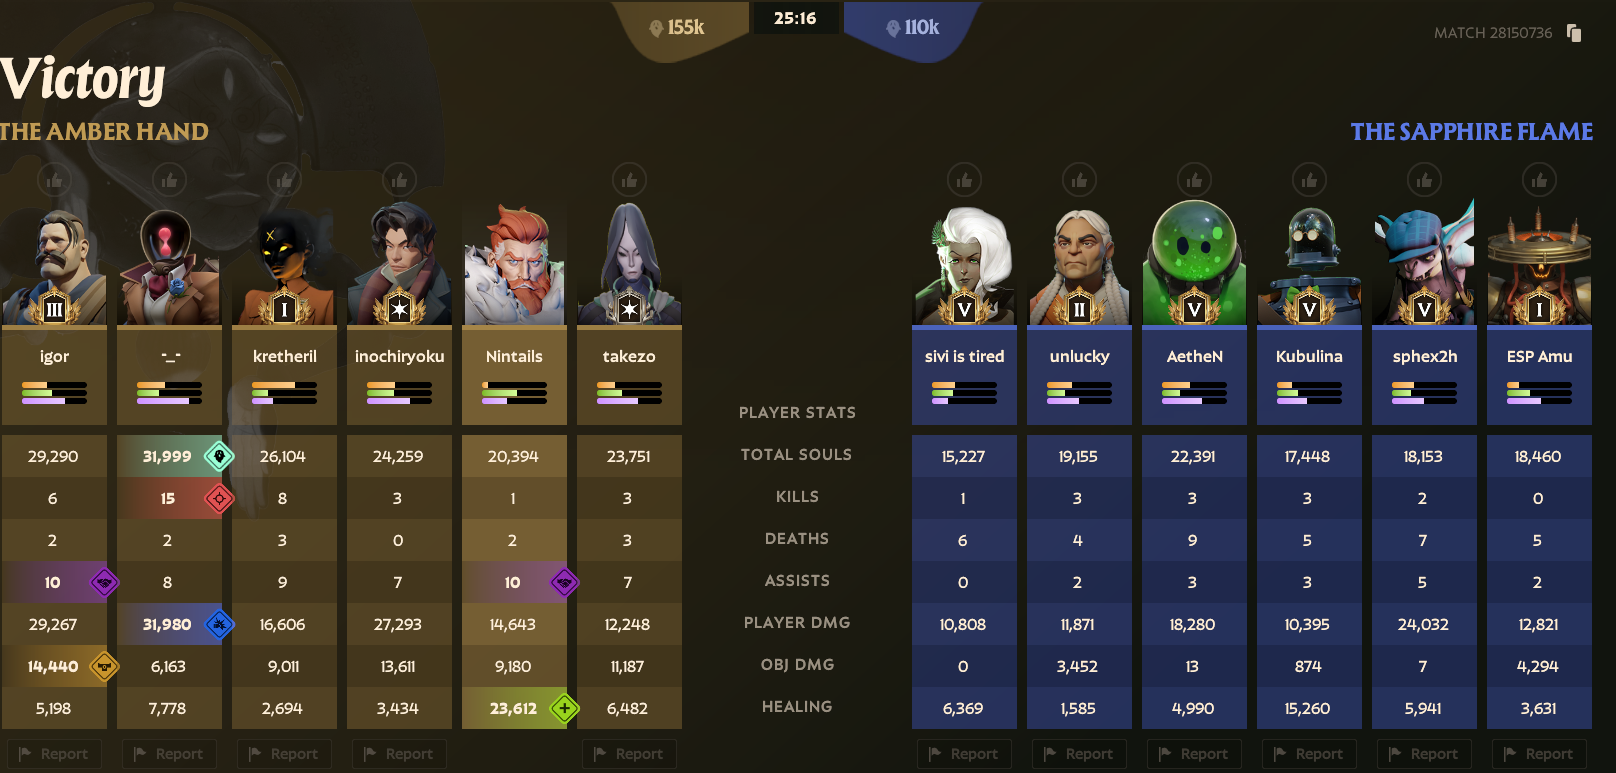 155k 25:16 110k
MATCH 28150736
Victory
THE AMBER HAND THE SAPPHIRE FLAME
III I V II V V V I
igor -_- kretheril inochiryoku Nintails takezo sivi is tired unlucky AetheN Kubulina sphex2h ESP Amu
PLAYER STATS
29,290 31,999 26,104 24,259 20,394 23,751 TOTAL SOULS 15,227 19,155 22,391 17,448 18,153 18,460
6 15 8 3 1 3 KILLS 1 3 3 3 2 0
2 2 3 0 2 3 DEATHS 6 4 9 5 7 5
10 8 9 7 10 7 ASSISTS 0 2 3 3 5 2
29,267 31,980 16,606 27,293 14,643 12,248 PLAYER DMG 10,808 11,871 18,280 10,395 24,032 12,821
14,440 6,163 9,011 13,611 9,180 11,187 OBJ DMG 0 3,452 13 874 7 4,294
5,198 7,778 2,694 3,434 23,612 6,482 HEALING 6,369 1,585 4,990 15,260 5,941 3,631
Report Report Report Report Report Report Report Report Report Report Report